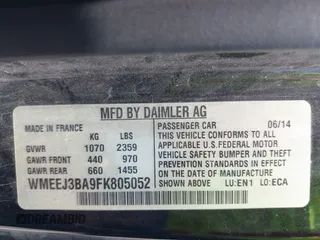 MFD BY DAIMLER AG
MADE IN FRANCE
KG LBS
GVWR 1070 2359
GAWR FRONT 440 970
GAWR REAR 660 1455
PASSENGER CAR 06/14
THIS VEHICLE CONFORMS TO ALL
APPLICABLE U.S. FEDERAL MOTOR
VEHICLE SAFETY BUMPER AND THEFT
PREVENTION STANDARDS IN EFFECT
ON THE DATE OF MANUFACTURE
SHOWN ABOVE
WMEEJ3BA9FK805052 LU:EN1 LG:EXX
DREAMBID